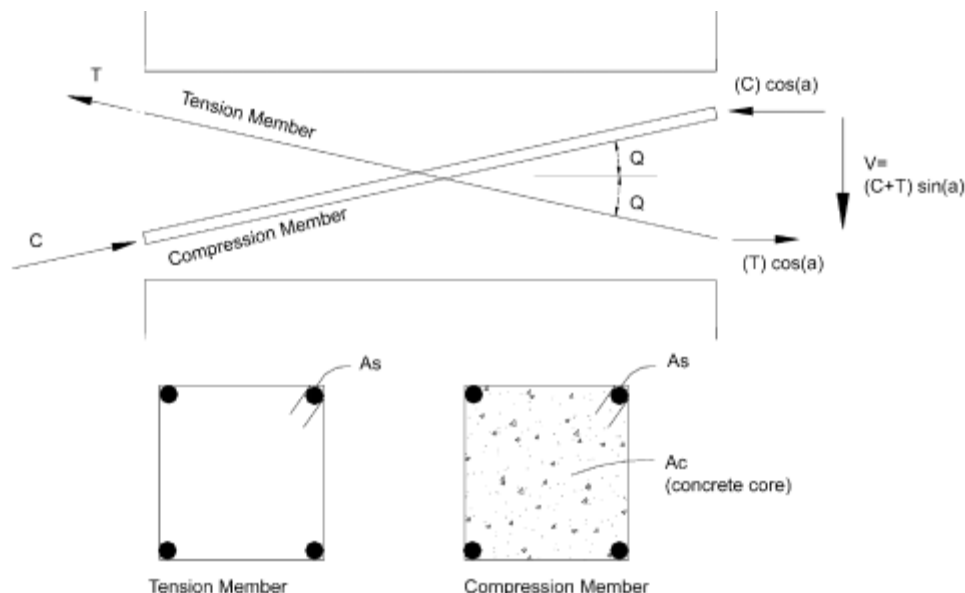 T
(C) cos(a)
Tension Member
Q
V=
(C+T) sin(a)
Q
C
Compression Member
(T) cos(a)
As
As
Ac
(concrete core)
Tension Member
Compression Member